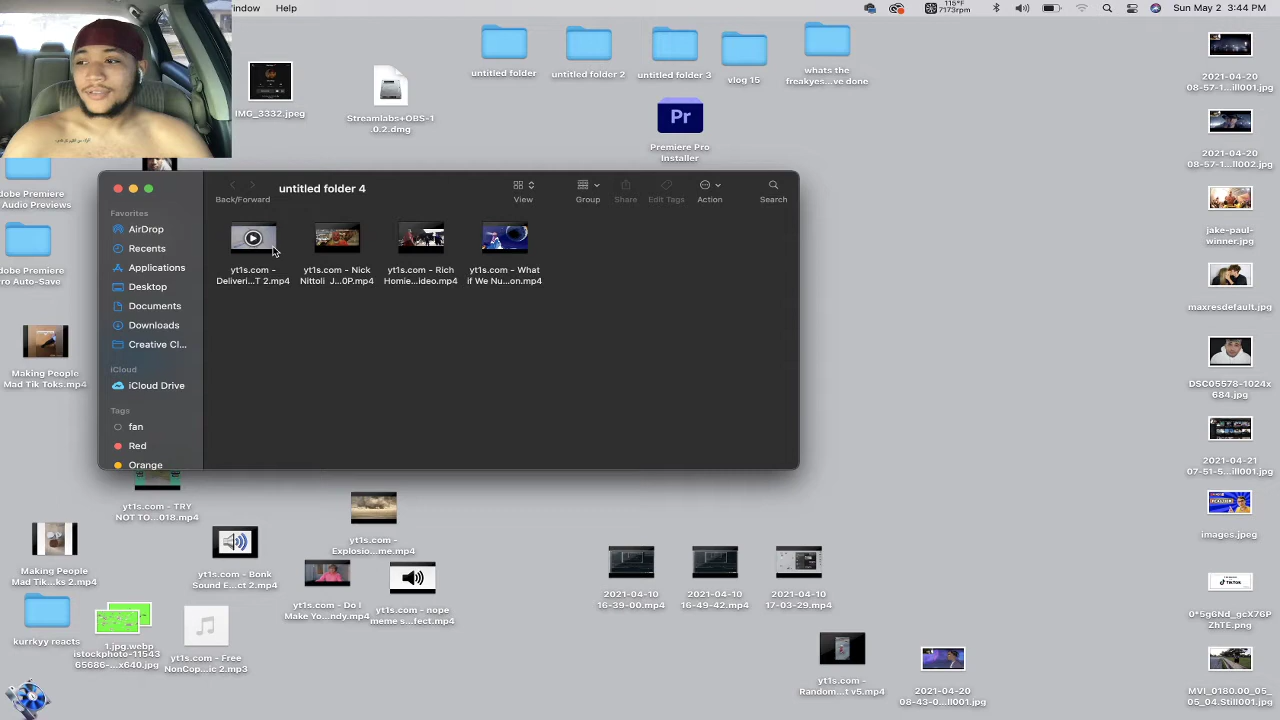 indow Help
115°F
7173rpm
Sun May 2 3:44 PM
IMG_3332.jpeg
Streamlabs+OBS-1
.0.2.dmg
untitled folder
untitled folder 2
untitled folder 3
vlog 15
whats the
freakyes...ve done
Pr
Premiere Pro
Installer
2021-04-20
08-57-1...ill001.jpg
2021-04-20
08-57-1...ill002.jpg
jake-paul-
winner.jpg
maxresdefault.jpg
DSC05578-1024x
684.jpg
2021-04-21
07-51-5...ill001.jpg
images.jpeg
0*5g6Nd_gcX76P
ZhTE.png
MVI_0180.00_05_
05_04.Still001.jpg
dobe Premiere
Audio Previews
dobe Premiere
ro Auto-Save
Making People
Mad Tik Toks.mp4
untitled folder 4
Back/Forward
View
Group
Share
Edit Tags
Action
Search
Favorites
AirDrop
Recents
Applications
Desktop
Documents
Downloads
Creative Cl...
iCloud
iCloud Drive
Tags
fan
Red
Orange
yt1s.com -
Deliveri...T 2.mp4
yt1s.com - Nick
Nittoli J...0P.mp4
yt1s.com - Rich
Homie...ideo.mp4
yt1s.com - What
if We Nu...on.mp4
yt1s.com - TRY
NOT TO...018.mp4
Making People
Mad Tik...ks 2.mp4
yt1s.com - Bonk
Sound E...ct 2.mp4
yt1s.com -
Explosio...me.mp4
yt1s.com - Do I
Make Yo...ndy.mp4
yt1s.com - nope
meme s...fect.mp4
kurrkyy reacts
1.jpg.webp
istockphoto-11543
65686-...x640.jpg
yt1s.com - Free
NonCop...ic 2.mp3
2021-04-10
16-39-00.mp4
2021-04-10
16-49-42.mp4
2021-04-10
17-03-29.mp4
yt1s.com -
Random...t v5.mp4
2021-04-20
08-43-0...ill001.jpg